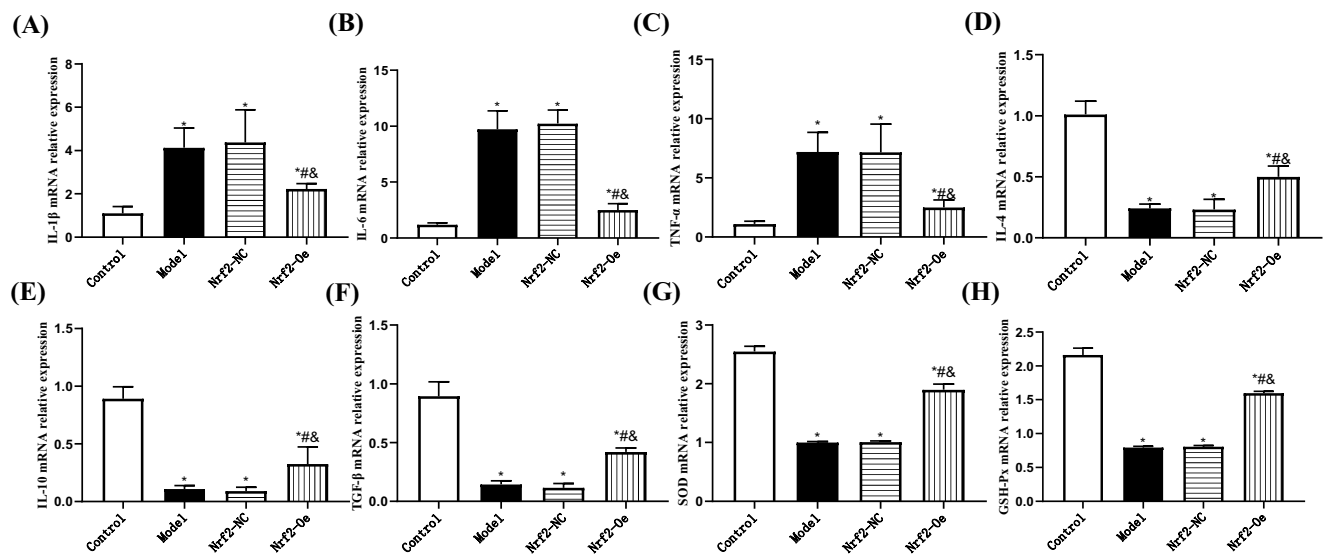 (A)
IL-1β mRNA relative expression
8
6
4
2
0
*
*
*#&
Control
Model
Nrf2-NC
Nrf2-Oe
(B)
IL-6 mRNA relative expression
15
10
5
0
*
*
*#&
Control
Model
Nrf2-NC
Nrf2-Oe
(C)
TNF-α mRNA relative expression
15
10
5
0
*
*
*#&
Control
Model
Nrf2-NC
Nrf2-Oe
(D)
IL-4 mRNA relative expression
1.5
1.0
0.5
0.0
*
*
*#&
Control
Model
Nrf2-NC
Nrf2-Oe
(E)
IL-10 mRNA relative expression
1.5
1.0
0.5
0.0
*
*
*#&
Control
Model
Nrf2-NC
Nrf2-Oe
(F)
TGF-β mRNA relative expression
1.5
1.0
0.5
0.0
*
*
*#&
Control
Model
Nrf2-NC
Nrf2-Oe
(G)
SOD mRNA relative expression
3
2
1
0
*
*
*#&
Control
Model
Nrf2-NC
Nrf2-Oe
(H)
GSH-Px mRNA relative expression
2.5
2.0
1.5
1.0
0.5
0.0
*
*
*#&
Control
Model
Nrf2-NC
Nrf2-Oe